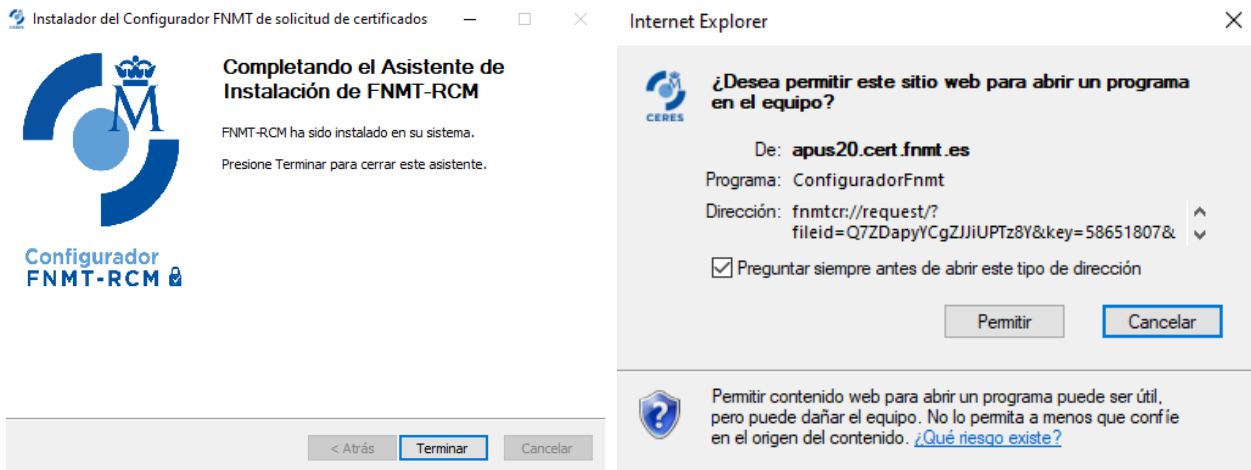 Instalador del Configurador FNMT de solicitud de certificados
CERES
Completando el Asistente de
Instalación de FNMT-RCM
FNMT-RCM ha sido instalado en su sistema.
Presione Terminar para cerrar este asistente.
M
Configurador
FNMT-RCM
< Atrás
Terminar
Cancelar
Internet Explorer
CERES
¿Desea permitir este sitio web para abrir un programa
en el equipo?
De: apus20.cert.fnmt.es
Programa: ConfiguradorFnmt
Dirección: fnmtcr://request/?
fileid=Q7ZDapyYCgZJJiUPTz8Y&key=58651807&
Preguntar siempre antes de abrir este tipo de dirección
Permitir
Cancelar
Permitir contenido web para abrir un programa puede ser útil,
pero puede dañar el equipo. No lo permita a menos que confíe
en el origen del contenido. ¿Qué riesgo existe?